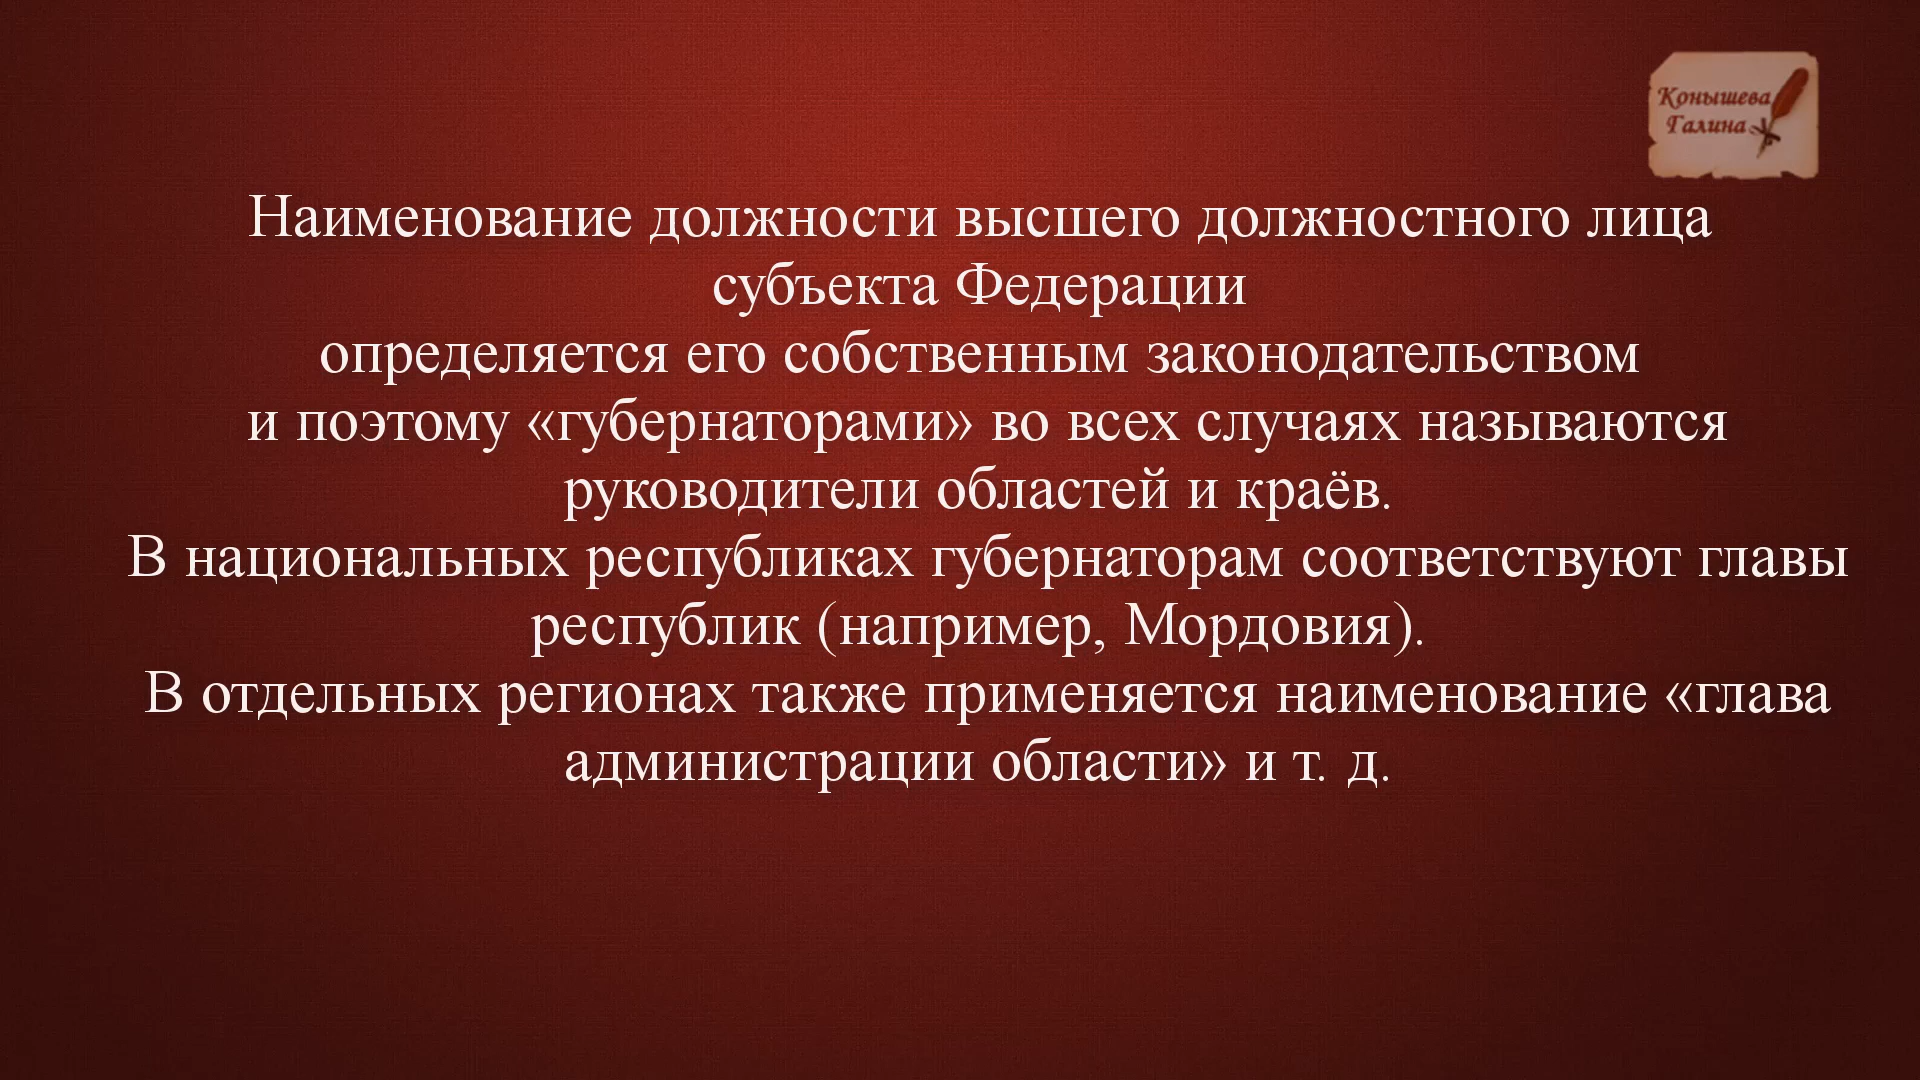 Конышева
Галина
Наименование должности высшего должностного лица
субъекта Федерации
определяется его собственным законодательством
и поэтому «губернаторами» во всех случаях называются
руководители областей и краёв.
В национальных республиках губернаторам соответствуют главы
республик (например, Мордовия).
В отдельных регионах также применяется наименование «глава
администрации области» и т. д.